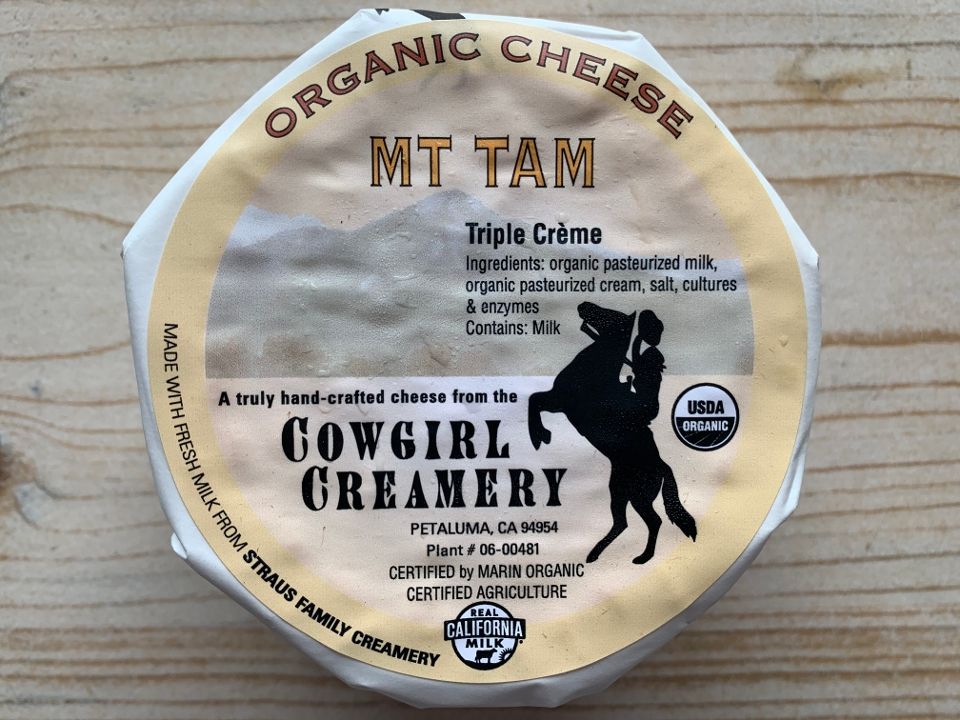 ORGANIC CHEESE
MT TAM
Triple Crème
Ingredients: organic pasteurized milk,
organic pasteurized cream, salt, cultures
& enzymes
Contains: Milk
A truly hand-crafted cheese from the
COWGIRL
CREAMERY
USDA
ORGANIC
PETALUMA, CA 94954
Plant # 06-00481
CERTIFIED by MARIN ORGANIC
CERTIFIED AGRICULTURE
MADE WITH FRESH MILK FROM STRAUS FAMILY CREAMERY
REAL
CALIFORNIA
MILK